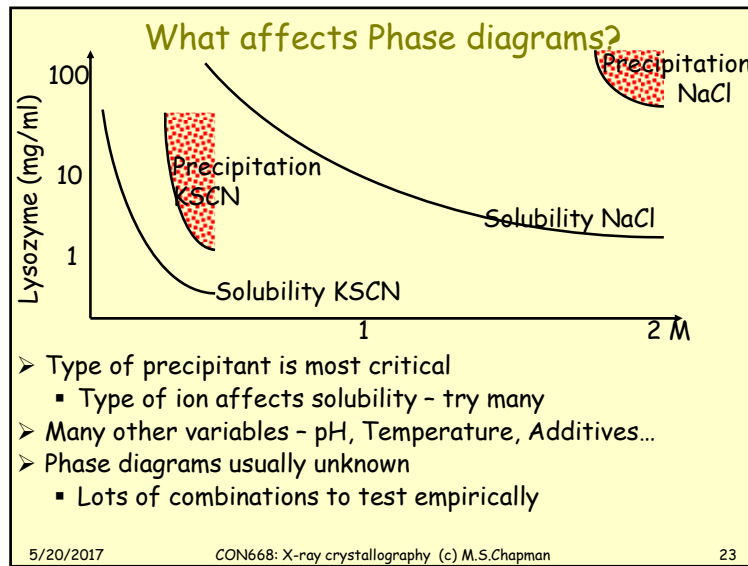 What affects Phase diagrams?
Lysozyme (mg/ml)
100
10
1
Precipitation
KSCN
Solubility KSCN
Precipitation
NaCl
Solubility NaCl
1
2 M
➢ Type of precipitant is most critical
▪ Type of ion affects solubility – try many
➢ Many other variables – pH, Temperature, Additives…
➢ Phase diagrams usually unknown
▪ Lots of combinations to test empirically
5/20/2017 CON668: X-ray crystallography (c) M.S.Chapman 23